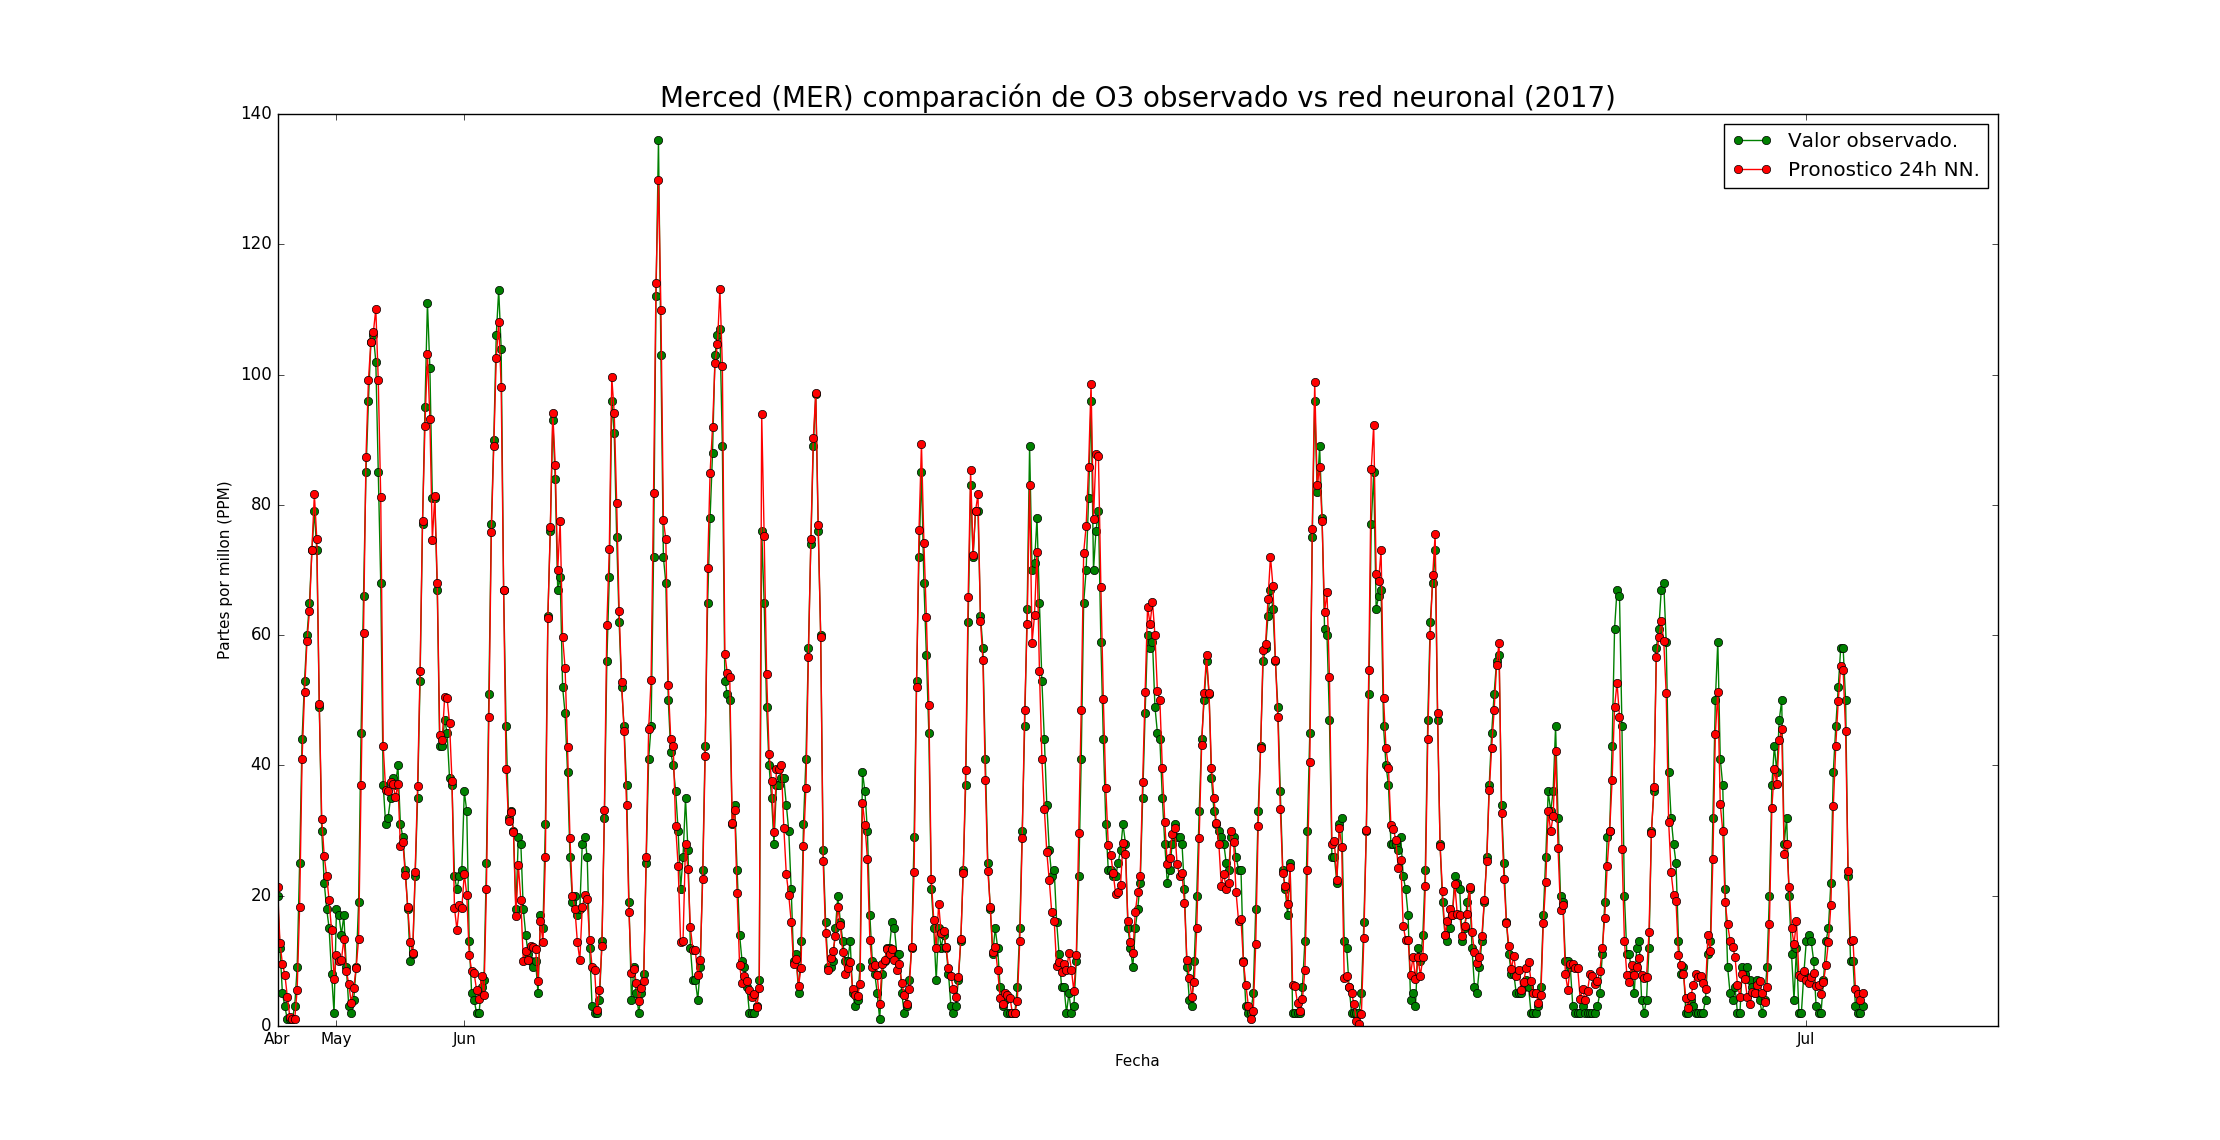 Merced (MER) comparación de O3 observado vs red neuronal (2017)
140
120
100
80
60
40
20
0
Partes por millon (PPM)
Valor observado.
Pronostico 24h NN.
Abr May Jun Jul
Fecha